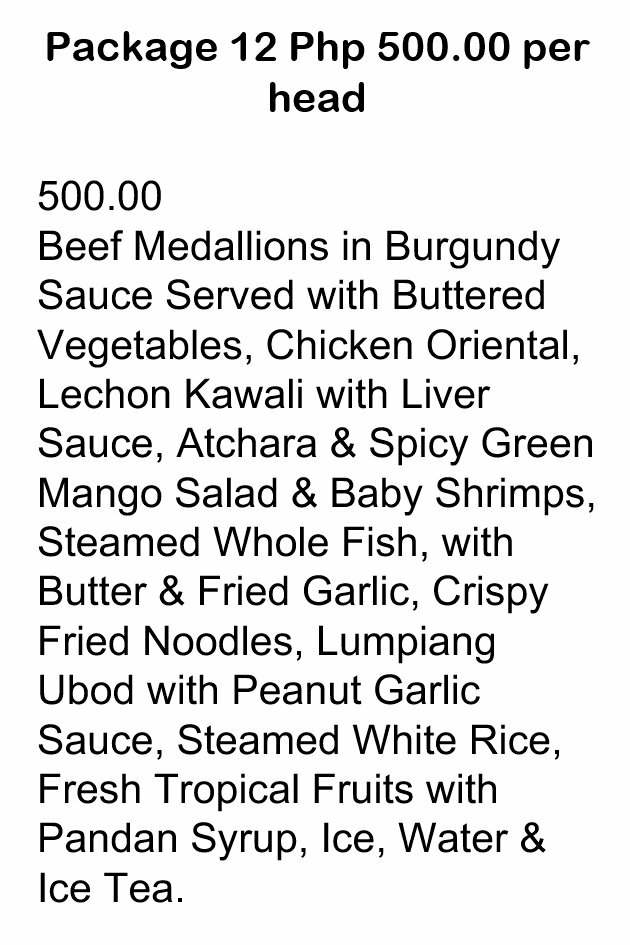 Package 12 Php 500.00 per
head
500.00
Beef Medallions in Burgundy
Sauce Served with Buttered
Vegetables, Chicken Oriental,
Lechon Kawali with Liver
Sauce, Atchara & Spicy Green
Mango Salad & Baby Shrimps,
Steamed Whole Fish, with
Butter & Fried Garlic, Crispy
Fried Noodles, Lumpiang
Ubod with Peanut Garlic
Sauce, Steamed White Rice,
Fresh Tropical Fruits with
Pandan Syrup, Ice, Water &
Ice Tea.